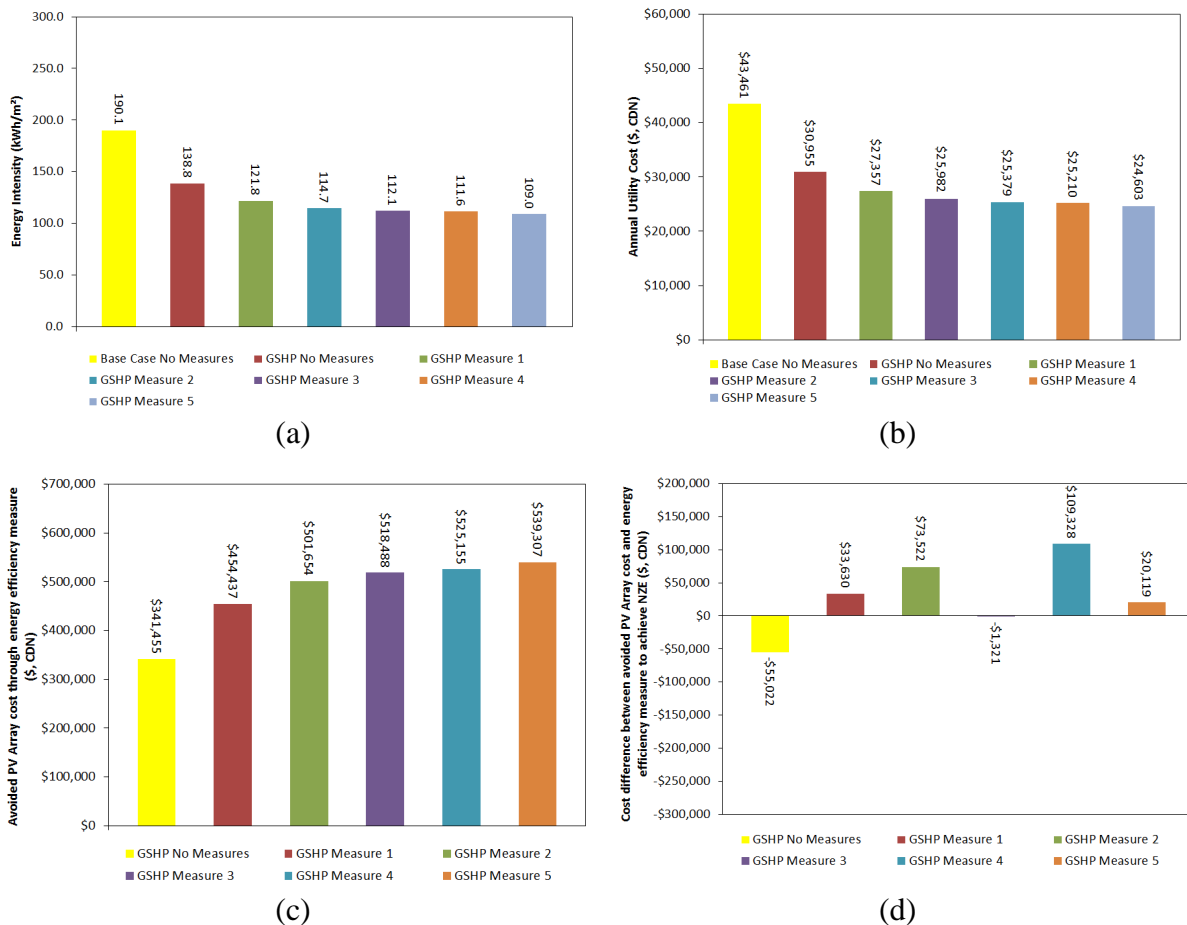 300.0
250.0
200.0
150.0
100.0
50.0
0.0
Energy Intensity (kWh/m²)
190.1
138.8
121.8
114.7
112.1
111.6
109.0
Base Case No Measures
GSHP No Measures
GSHP Measure 1
GSHP Measure 2
GSHP Measure 3
GSHP Measure 4
GSHP Measure 5
(a)
$60,000
$50,000
$40,000
$30,000
$20,000
$10,000
$0
Annual Utility Cost ($, CDN)
$43,461
$30,955
$27,357
$25,982
$25,379
$25,210
$24,603
Base Case No Measures
GSHP No Measures
GSHP Measure 1
GSHP Measure 2
GSHP Measure 3
GSHP Measure 4
GSHP Measure 5
(b)
$700,000
$600,000
$500,000
$400,000
$300,000
$200,000
$100,000
$0
Avoided PV Array cost through energy efficiency measure
($, CDN)
$341,455
$454,437
$501,654
$518,488
$525,155
$539,307
GSHP No Measures
GSHP Measure 1
GSHP Measure 2
GSHP Measure 3
GSHP Measure 4
GSHP Measure 5
(c)
$200,000
$150,000
$100,000
$50,000
$0
-$50,000
-$100,000
-$150,000
-$200,000
-$250,000
-$300,000
Cost difference between avoided PV Array cost and energy
efficiency measure to achieve NZE ($, CDN)
-$55,022
$33,630
$73,522
-$1,321
$109,328
$20,119
GSHP No Measures
GSHP Measure 1
GSHP Measure 2
GSHP Measure 3
GSHP Measure 4
GSHP Measure 5
(d)